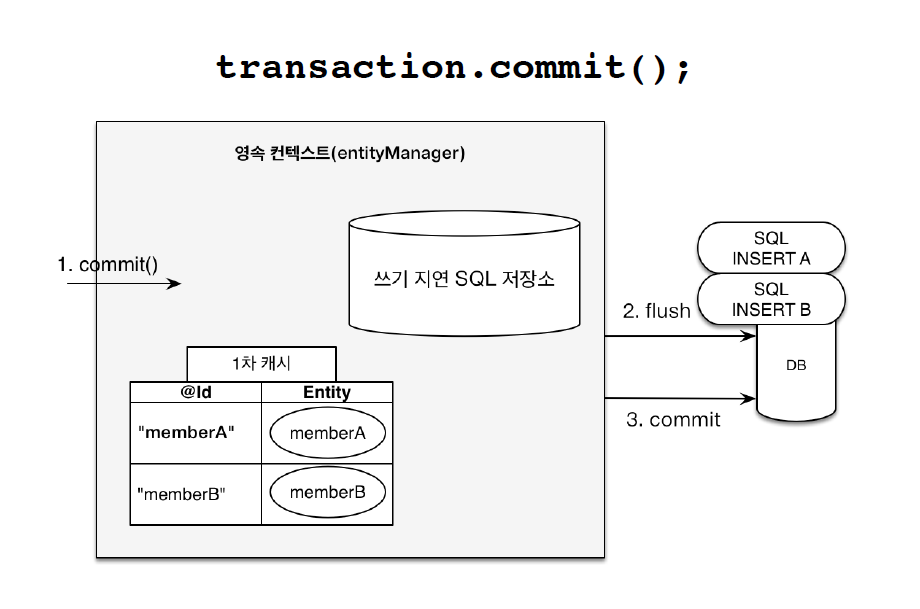 transaction.commit();
영속 컨텍스트(entityManager)
1. commit()
쓰기 지연 SQL 저장소
SQL
INSERT A
SQL
INSERT B
2. flush
DB
3. commit
1차 캐시
@Id Entity
"memberA" memberA
"memberB" memberB